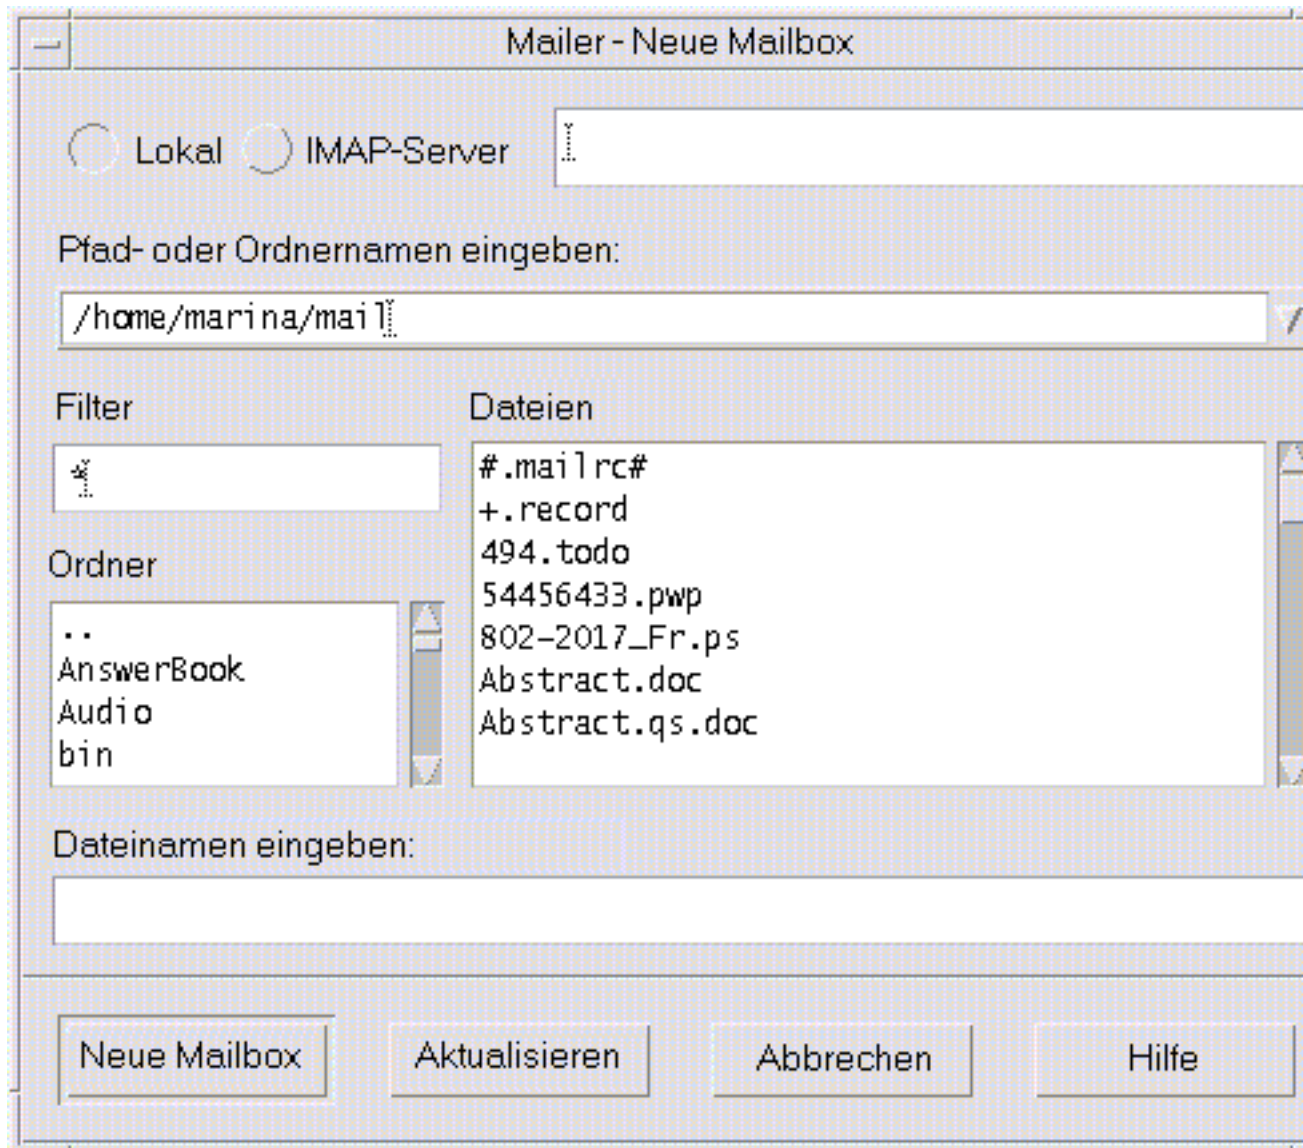 Mailer - Neue Mailbox
Lokal IMAP-Server
Pfad- oder Ordnernamen eingeben:
/home/marina/mail
Filter
*
Dateien
#.mailrc#
+.record
494.todo
54456433.pwp
802-2017_Fr.ps
Abstract.doc
Abstract.qs.doc
Ordner
..
AnswerBook
Audio
bin
Dateinamen eingeben:
Neue Mailbox Aktualisieren Abbrechen Hilfe